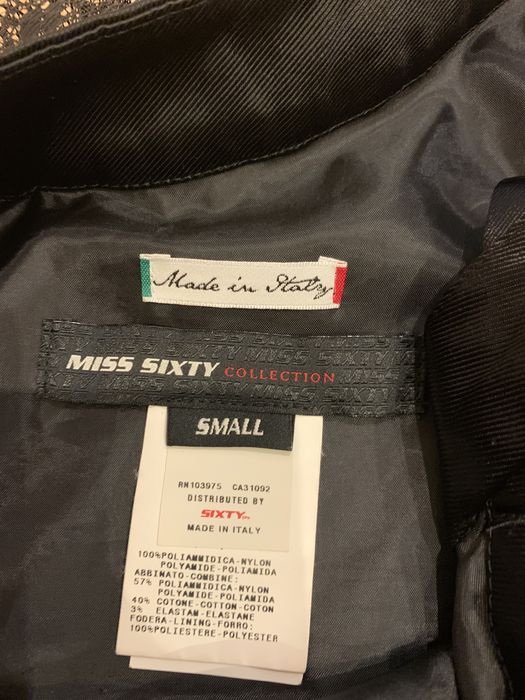 Made in Italy
MISS SIXTY COLLECTION
SMALL
RN103975 CA31092
DISTRIBUTED BY
SIXTY
MADE IN ITALY
100%POLIAMMIDICA-NYLON
POLYAMIDE-POLIAMIDA
ABBINATO-COMBINE:
57% POLIAMMIDICA-NYLON
POLYAMIDE-POLIAMIDA
40% COTONE-COTTON-COTON
3% ELASTAM-ELASTANE
FODERA-LINING-FORRO:
100%POLIESTERE-POLYESTER